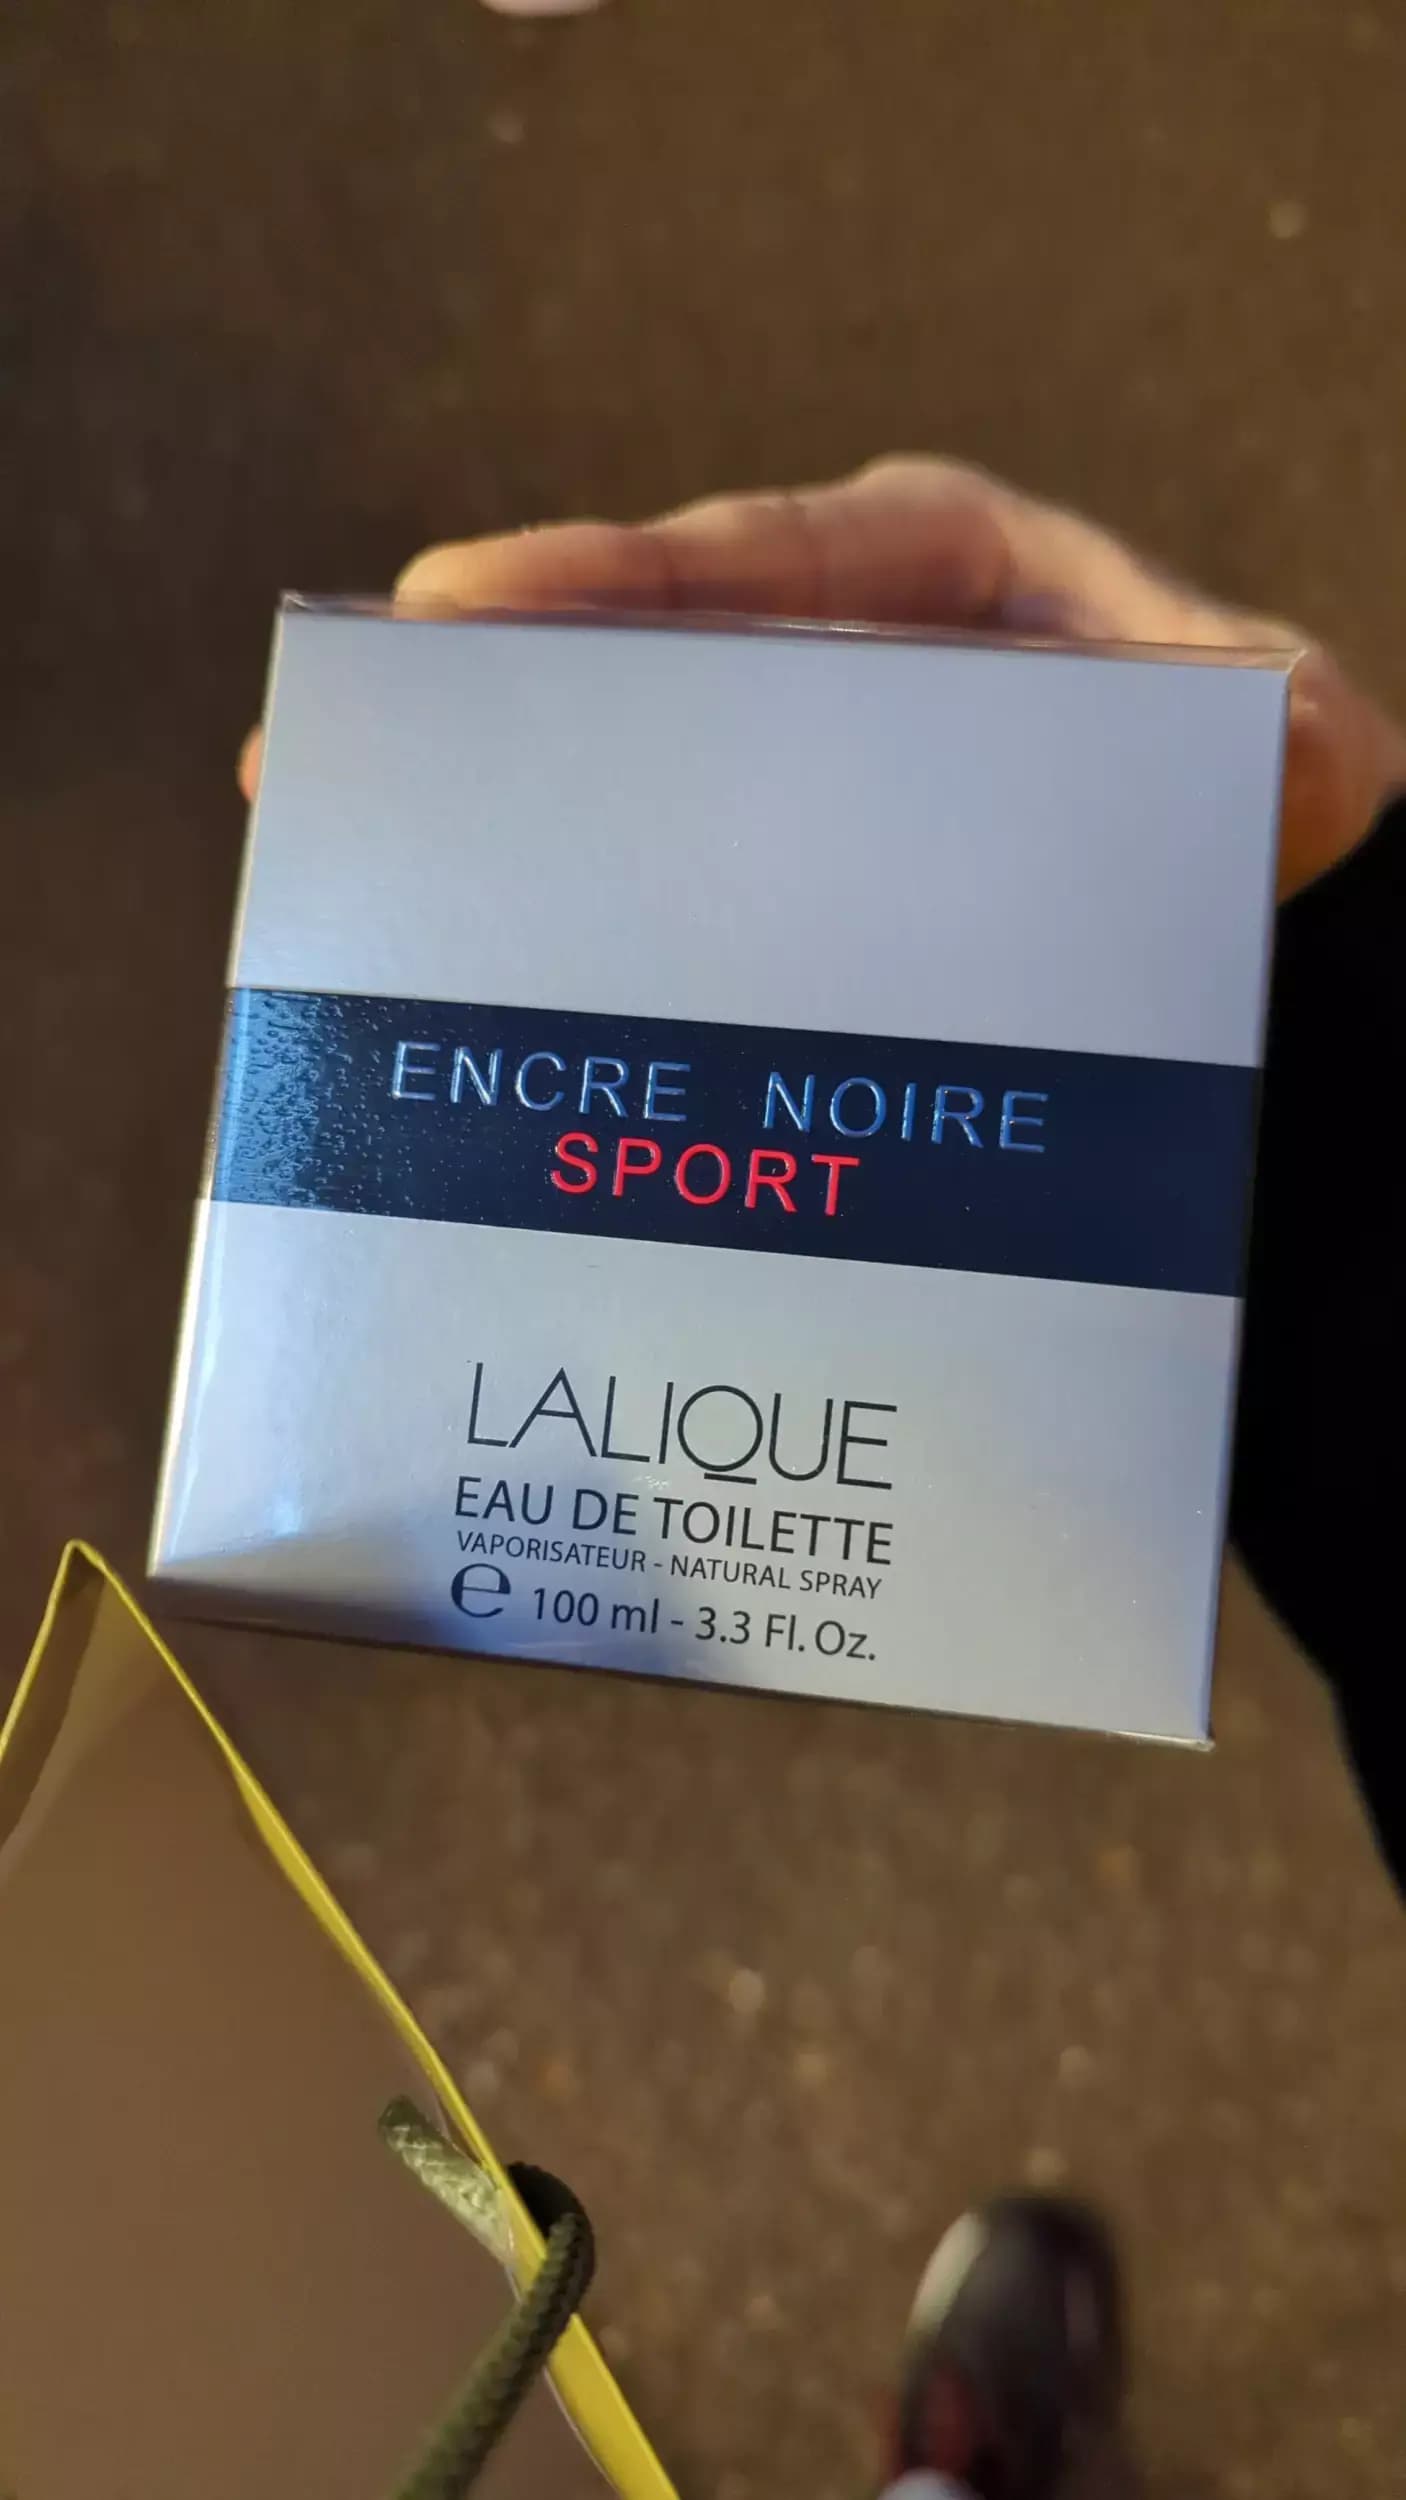 ENCRE NOIRE
SPORT
LALIQUE
EAU DE TOILETTE
VAPORISATEUR - NATURAL SPRAY
℮ 100 ml - 3.3 Fl. Oz.